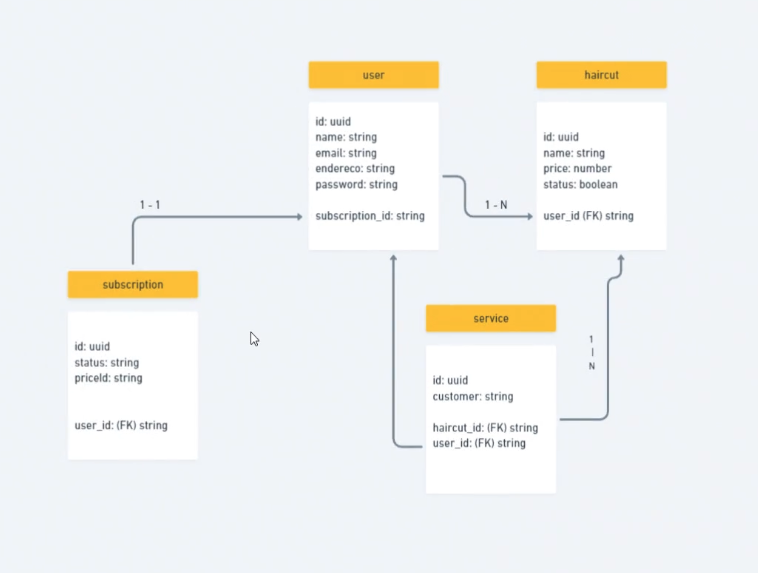 user
id: uuid
name: string
email: string
endereco: string
password: string
subscription_id: string
haircut
id: uuid
name: string
price: number
status: boolean
user_id (FK) string
1 - 1
1 - N
subscription
id: uuid
status: string
priceId: string
user_id: (FK) string
service
id: uuid
customer: string
haircut_id: (FK) string
user_id: (FK) string
1
|
N